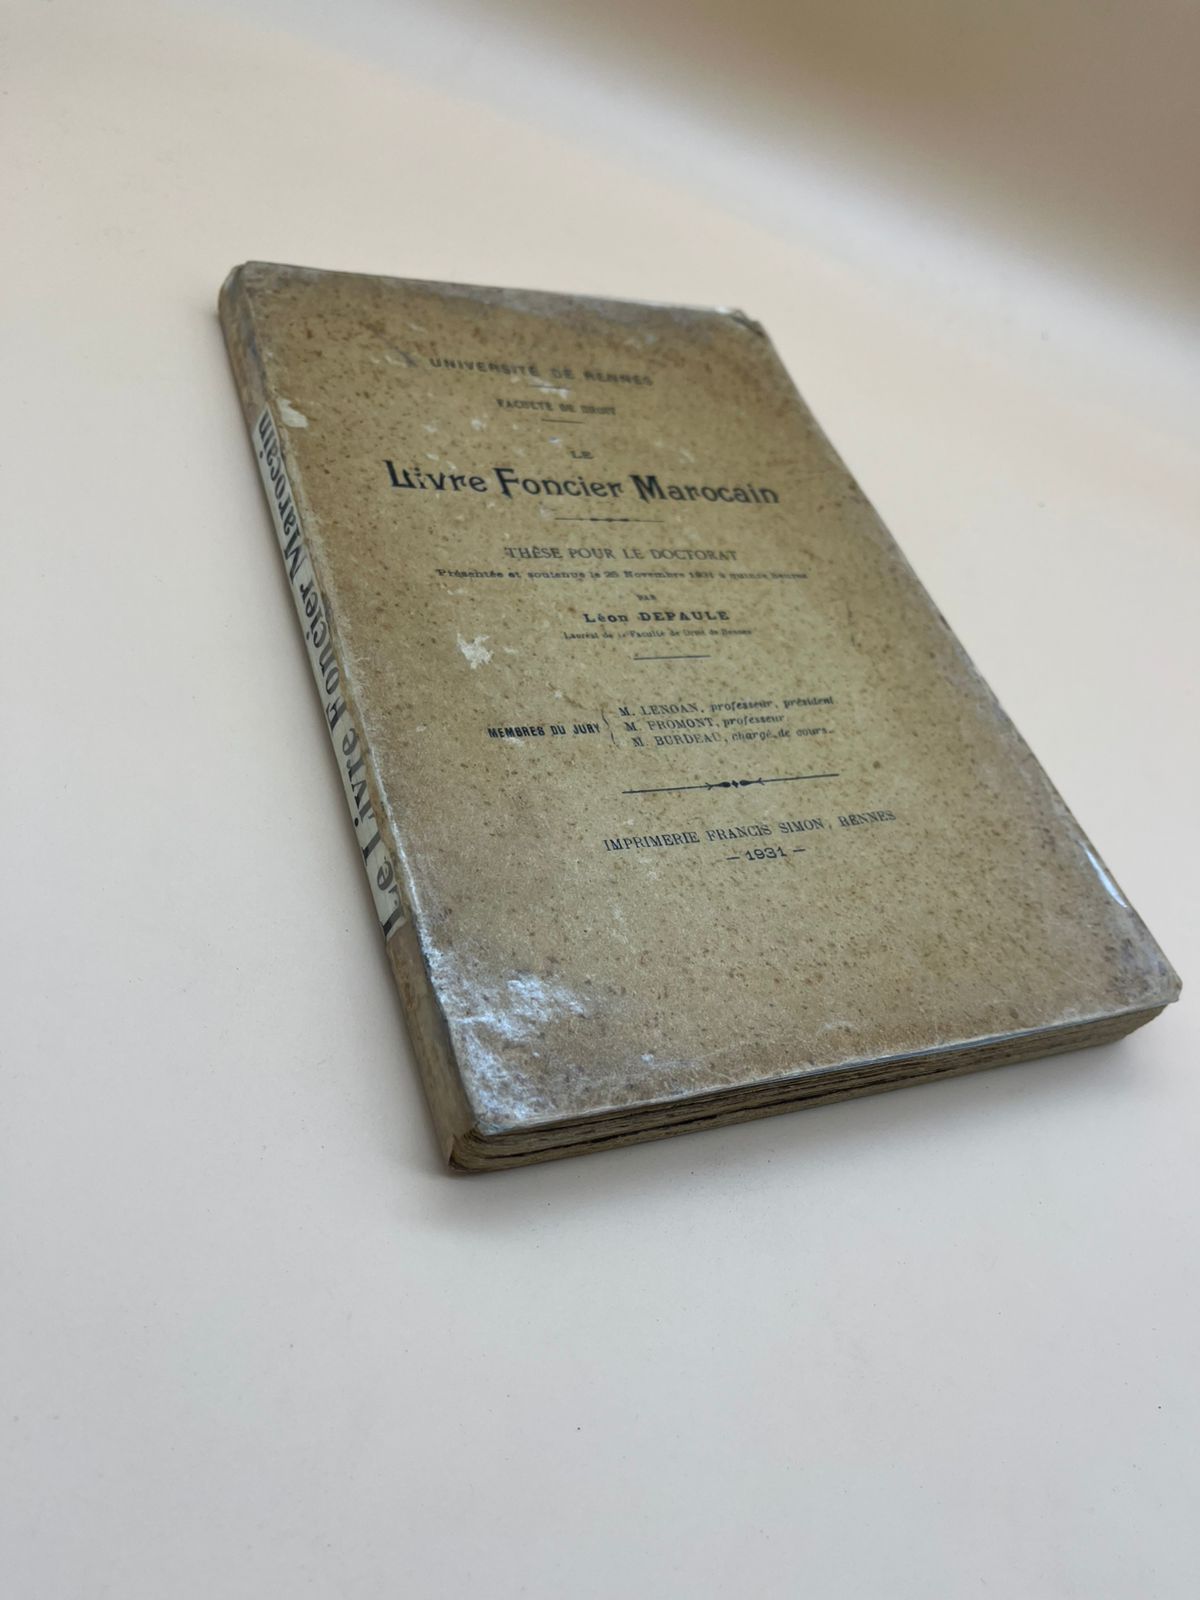 UNIVERSITÉ DE RENNES
FACULTÉ DE DROIT
LE
Livre Foncier Marocain
THÈSE POUR LE DOCTORAT
Présentée et soutenue le 25 Novembre 1931 à quinze heures
PAR
Léon DEPAULE
Lauréat de la Faculté de Droit de Rennes
MEMBRES DU JURY
M. LENOAN, professeur, président
M. FROMONT, professeur
M. BURDEAU, chargé de cours.
IMPRIMERIE FRANCIS SIMON, RENNES
— 1931 —
Le Livre Foncier Marocain